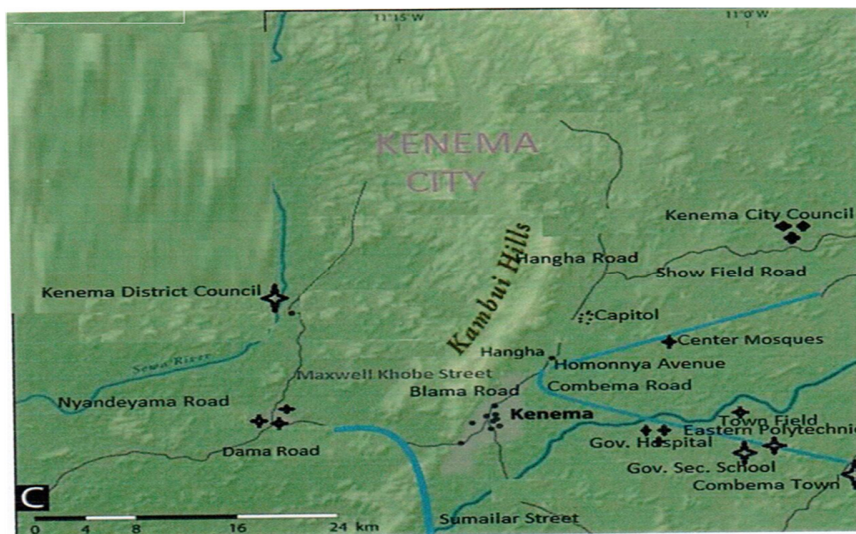 11°15' W
11°0' W
KENEMA
CITY
Kenema City Council
Kambui Hills
Hangha Road
Show Field Road
Kenema District Council
Capitol
Center Mosques
Sewa River
Hangha
Homonnya Avenue
Maxwell Khobe Street
Combema Road
Nyandeyama Road
Blama Road
Kenema
Town Field
Eastern Polytechnic
Dama Road
Gov. Hospital
Gov. Sec. School
Combema Town
C
Sumailar Street
0 4 8 16 24 km